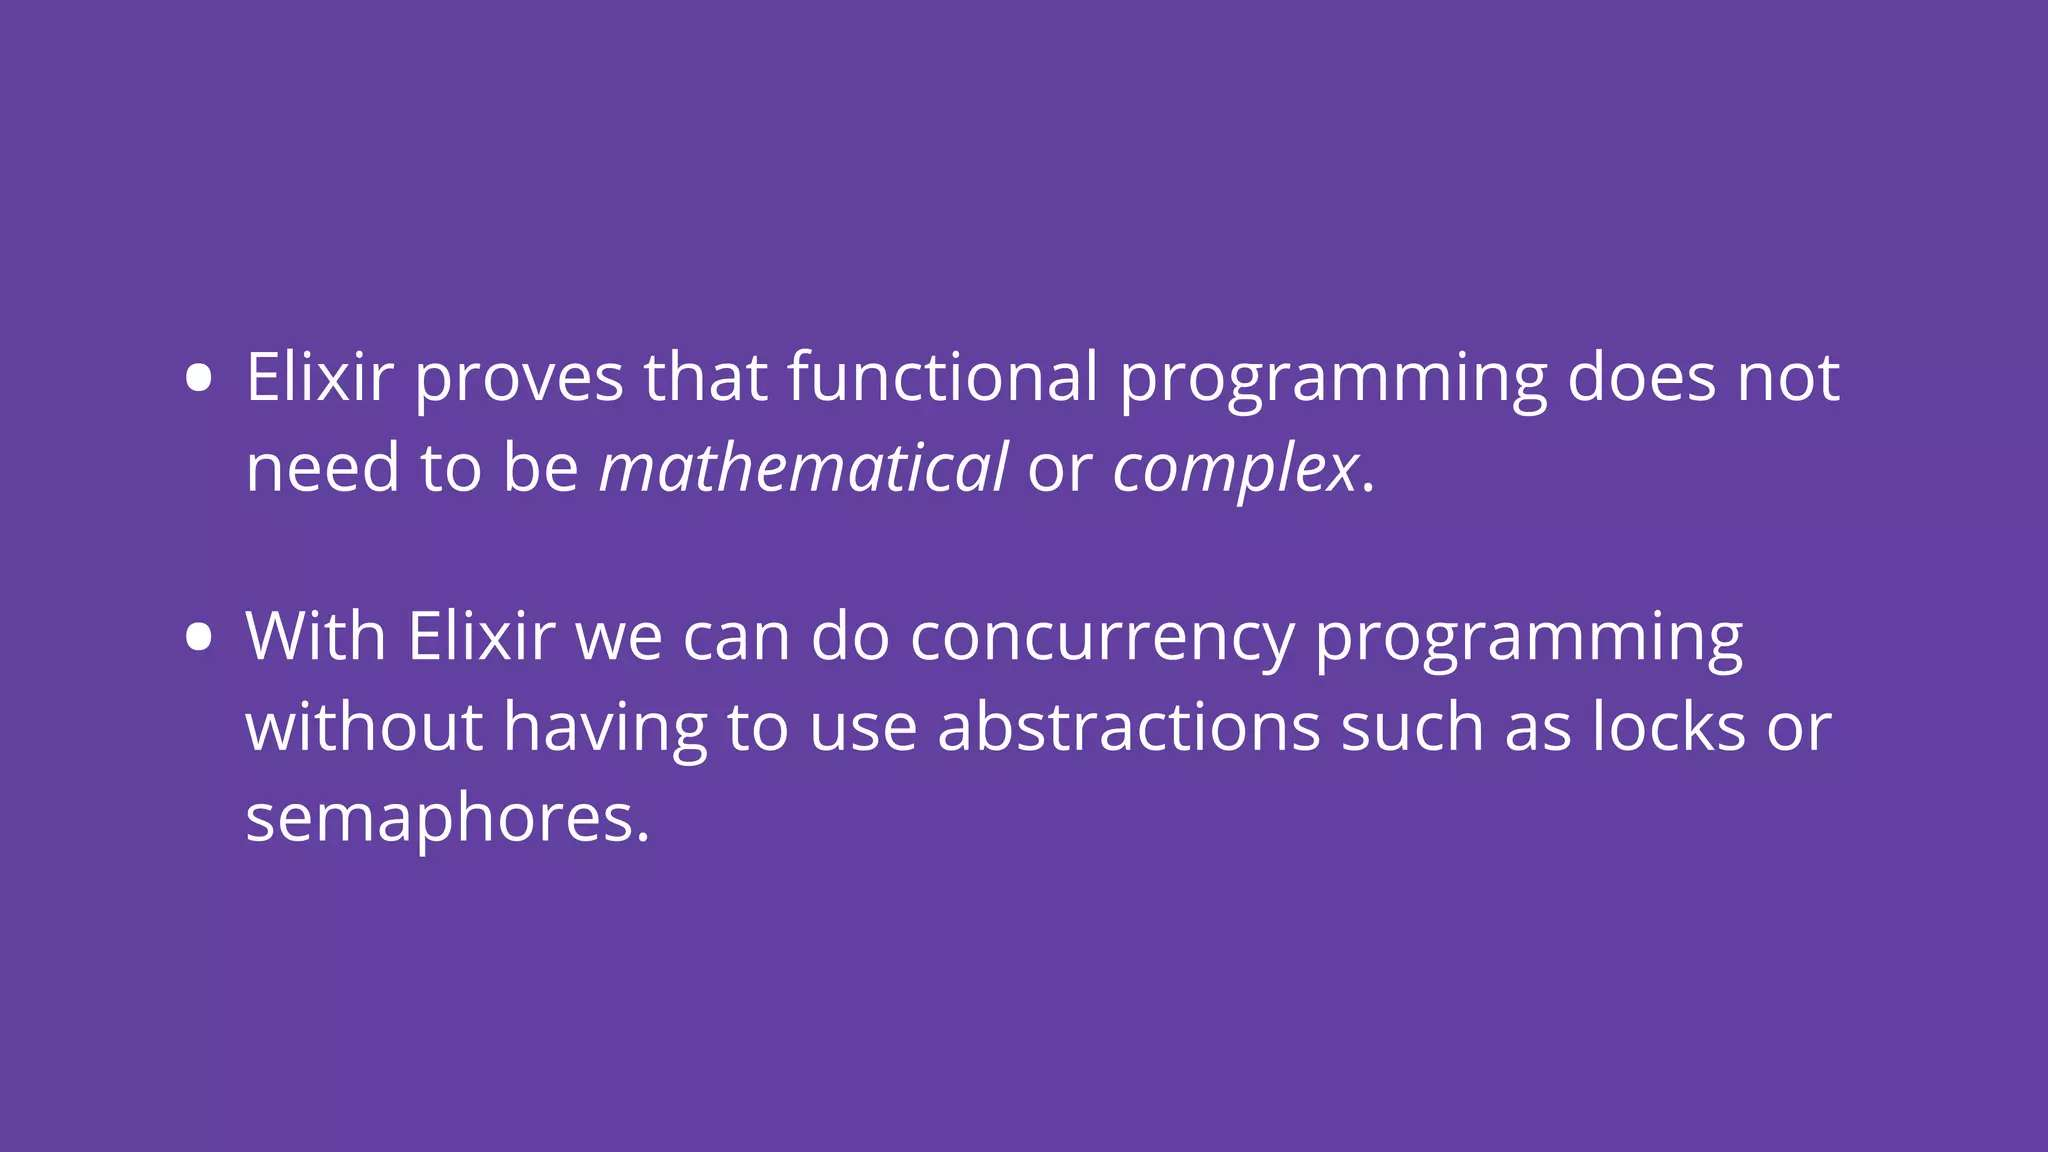 • Elixir proves that functional programming does not
need to be mathematical or complex.
• With Elixir we can do concurrency programming
without having to use abstractions such as locks or
semaphores.